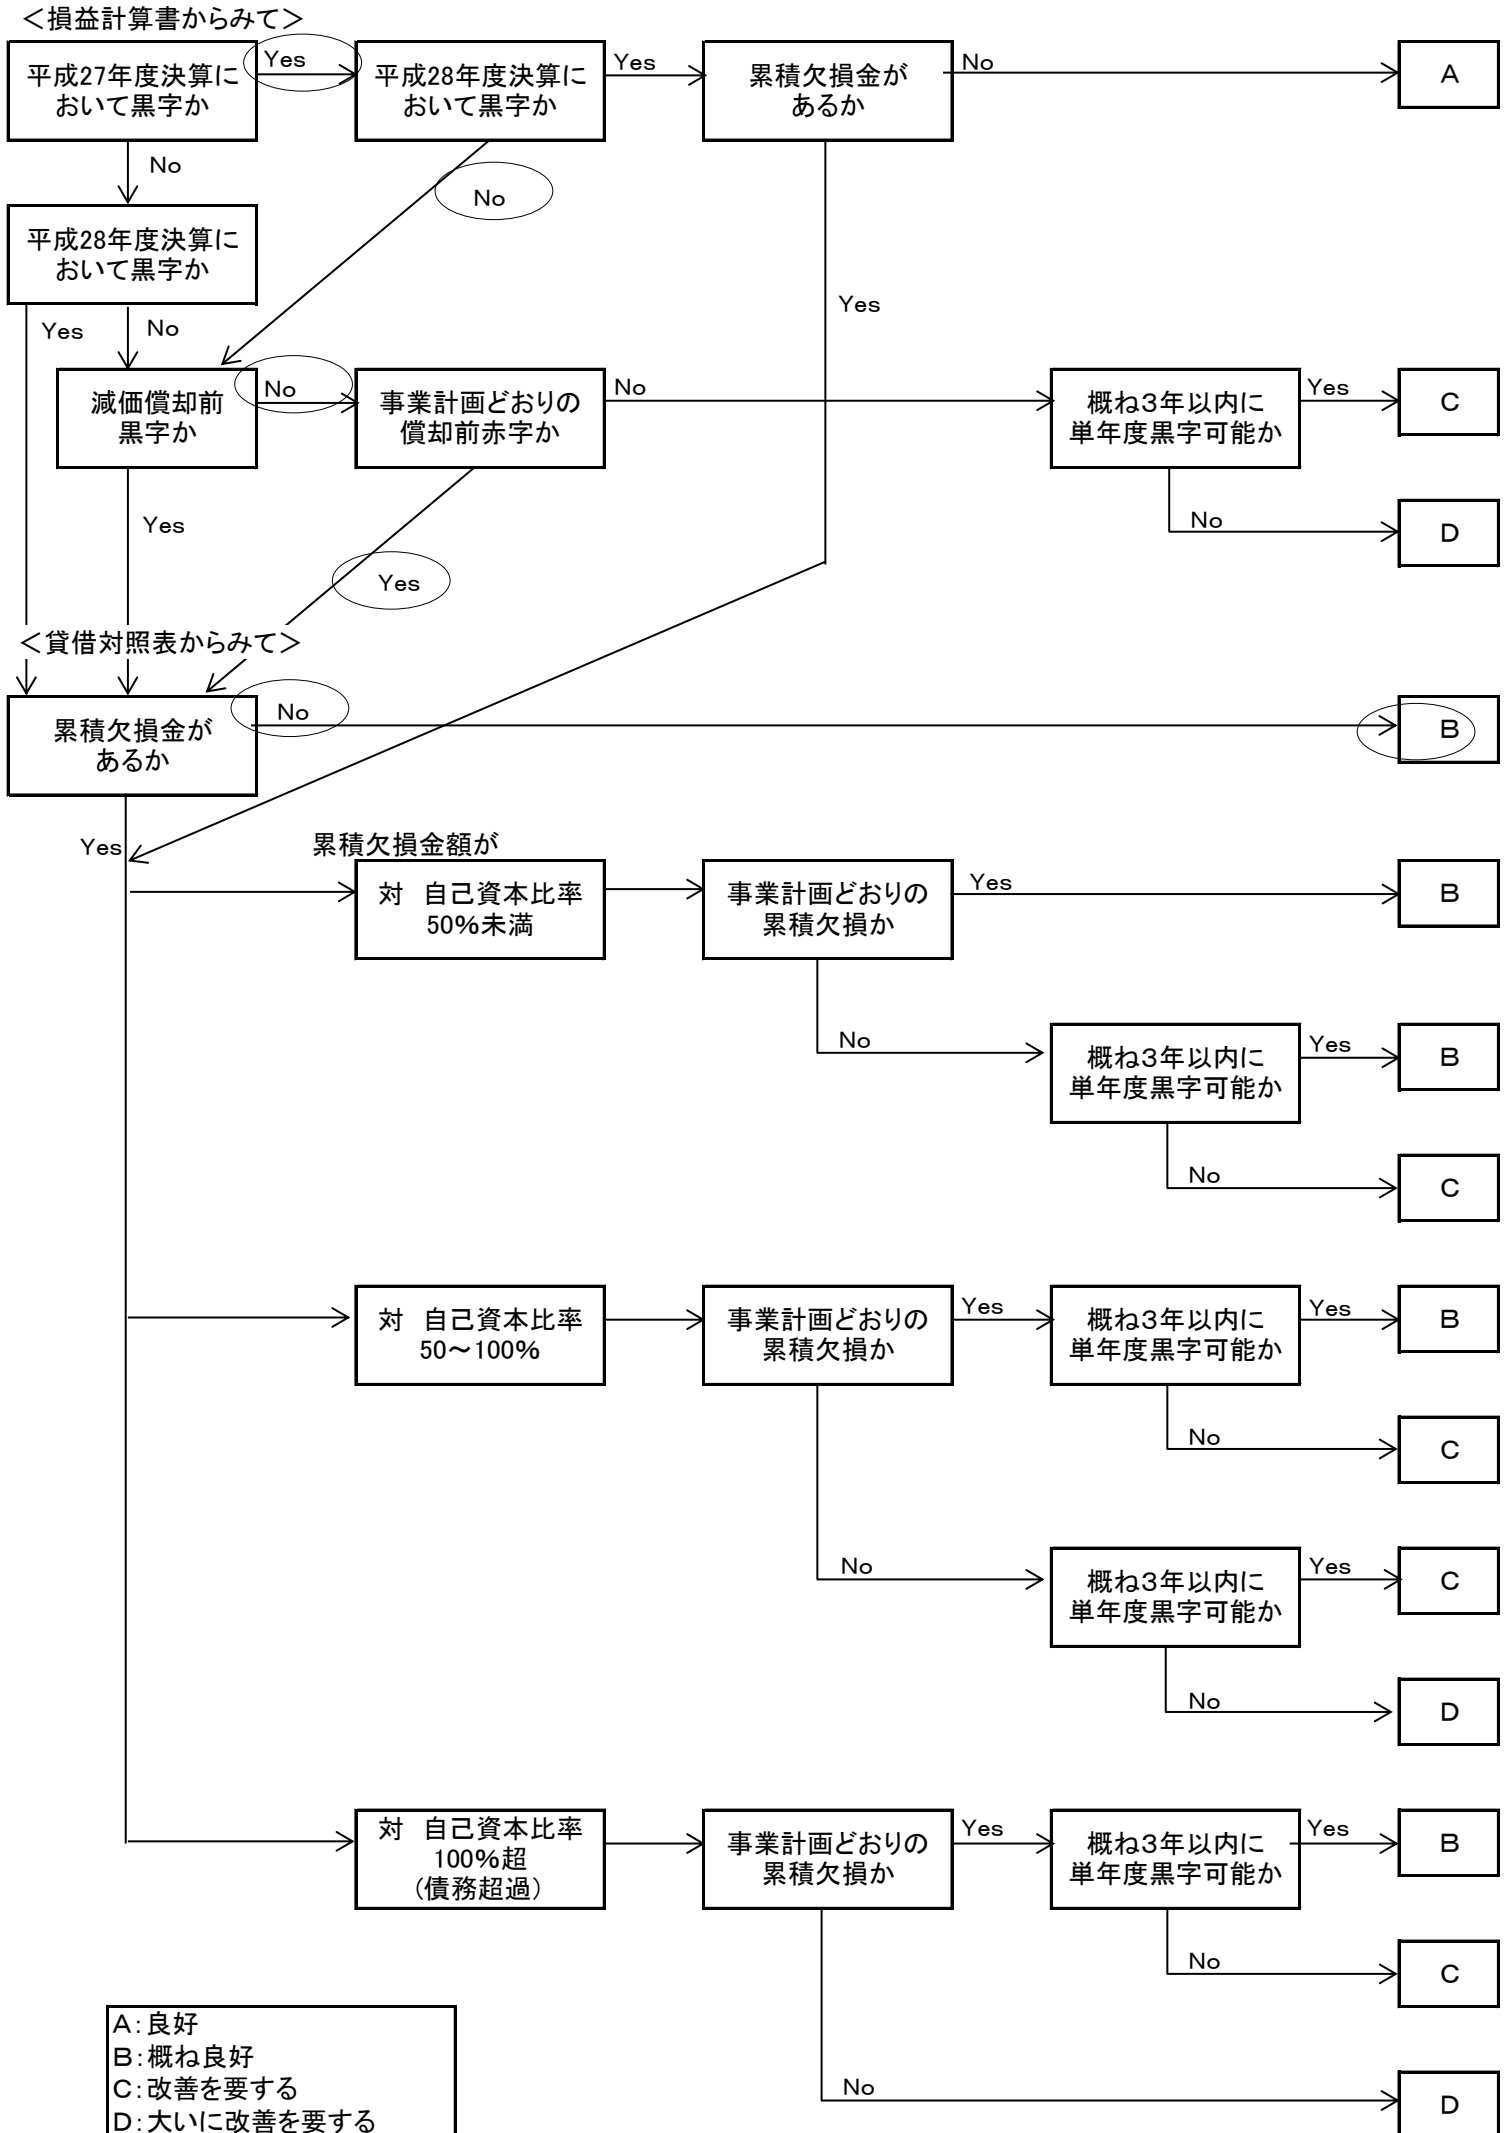 ＜損益計算書からみて＞
平成27年度決算に
おいて黒字か
Yes
平成28年度決算に
おいて黒字か
Yes
累積欠損金が
あるか
No
A
No
No
平成28年度決算に
おいて黒字か
Yes
No
Yes
減価償却前
黒字か
No
事業計画どおりの
償却前赤字か
No
概ね3年以内に
単年度黒字可能か
Yes
C
Yes
No
D
Yes
＜貸借対照表からみて＞
累積欠損金が
あるか
No
B
Yes
累積欠損金額が
対　自己資本比率
50%未満
事業計画どおりの
累積欠損か
Yes
B
No
概ね3年以内に
単年度黒字可能か
Yes
B
No
C
対　自己資本比率
50～100%
事業計画どおりの
累積欠損か
Yes
概ね3年以内に
単年度黒字可能か
Yes
B
No
C
No
概ね3年以内に
単年度黒字可能か
Yes
C
No
D
対　自己資本比率
100%超
（債務超過）
事業計画どおりの
累積欠損か
Yes
概ね3年以内に
単年度黒字可能か
Yes
B
No
C
No
D
A：良好
B：概ね良好
C：改善を要する
D：大いに改善を要する